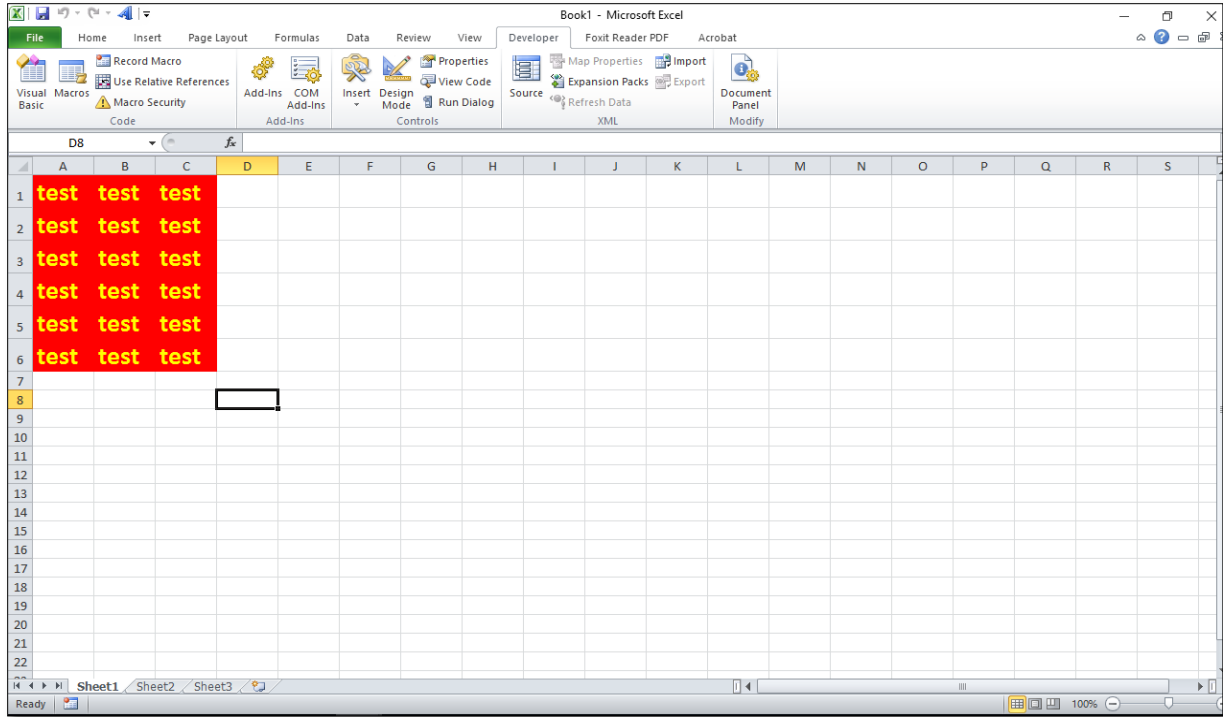 Book1 - Microsoft Excel
File Home Insert Page Layout Formulas Data Review View Developer Foxit Reader PDF Acrobat
Visual Basic
Macros
Record Macro
Use Relative References
Macro Security
Code
Add-Ins
COM Add-Ins
Add-Ins
Insert
Design Mode
Properties
View Code
Run Dialog
Controls
Source
Map Properties
Expansion Packs
Refresh Data
Import
Export
XML
Document Panel
Modify
D8 fx
A B C D E F G H I J K L M N O P Q R S
1 test test test
2 test test test
3 test test test
4 test test test
5 test test test
6 test test test
7
8
9
10
11
12
13
14
15
16
17
18
19
20
21
22
Sheet1 Sheet2 Sheet3
Ready 100%